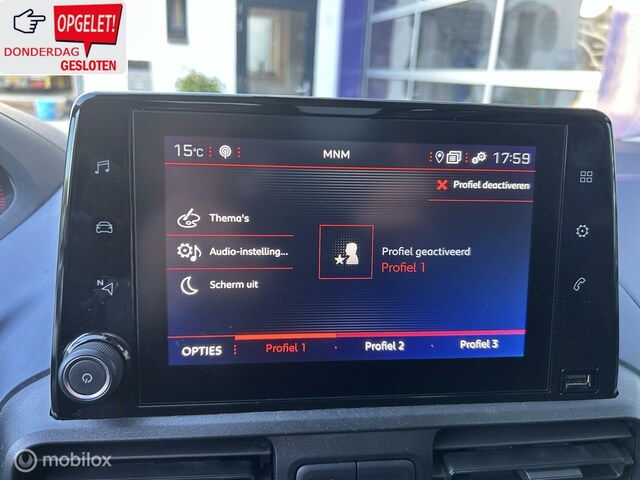 OPGELET!
DONDERDAG
GESLOTEN
15°C
MNM
17:59
Profiel deactiveren
Thema's
Audio-instelling...
Profiel geactiveerd
Profiel 1
Scherm uit
N
OPTIES
Profiel 1
Profiel 2
Profiel 3
mobilox